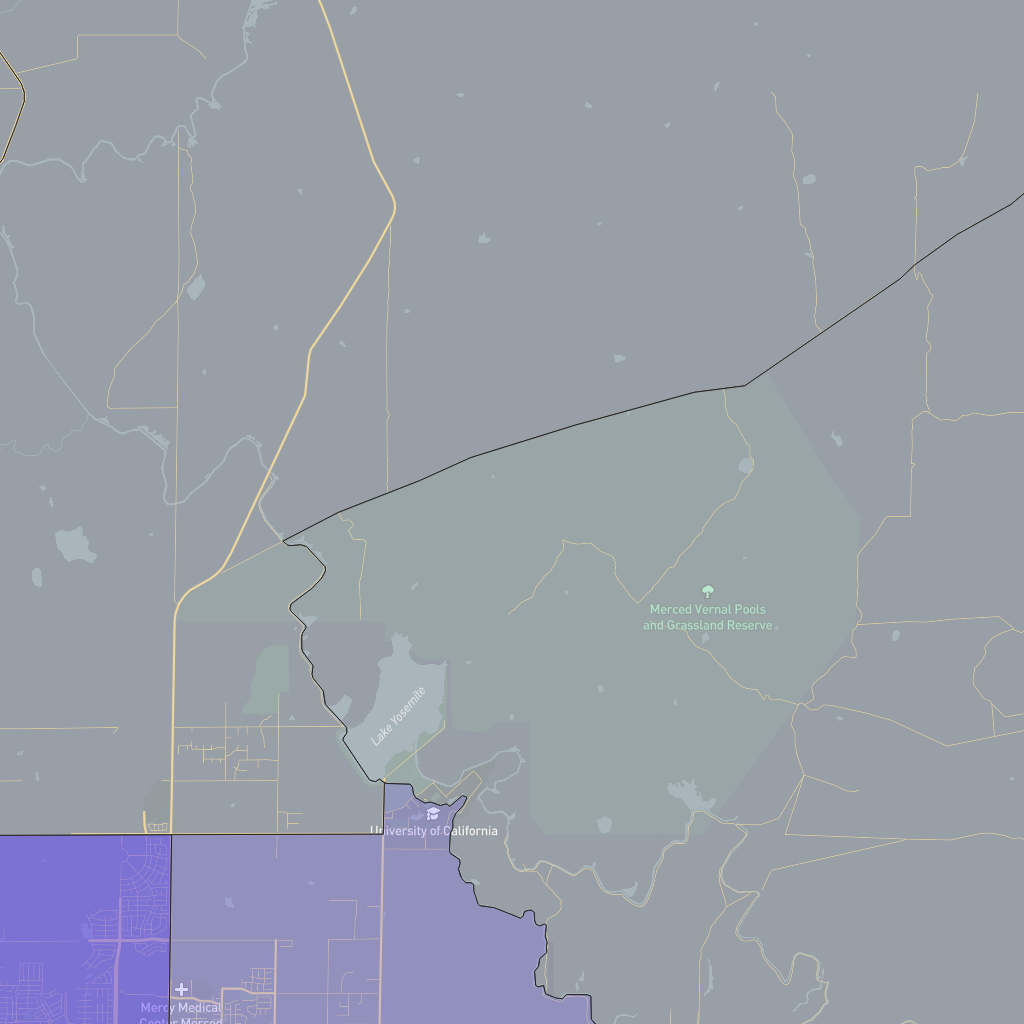 Merced Vernal Pools
and Grassland Reserve
Lake Yosemite
University of California
Mercy Medical
Center Merced